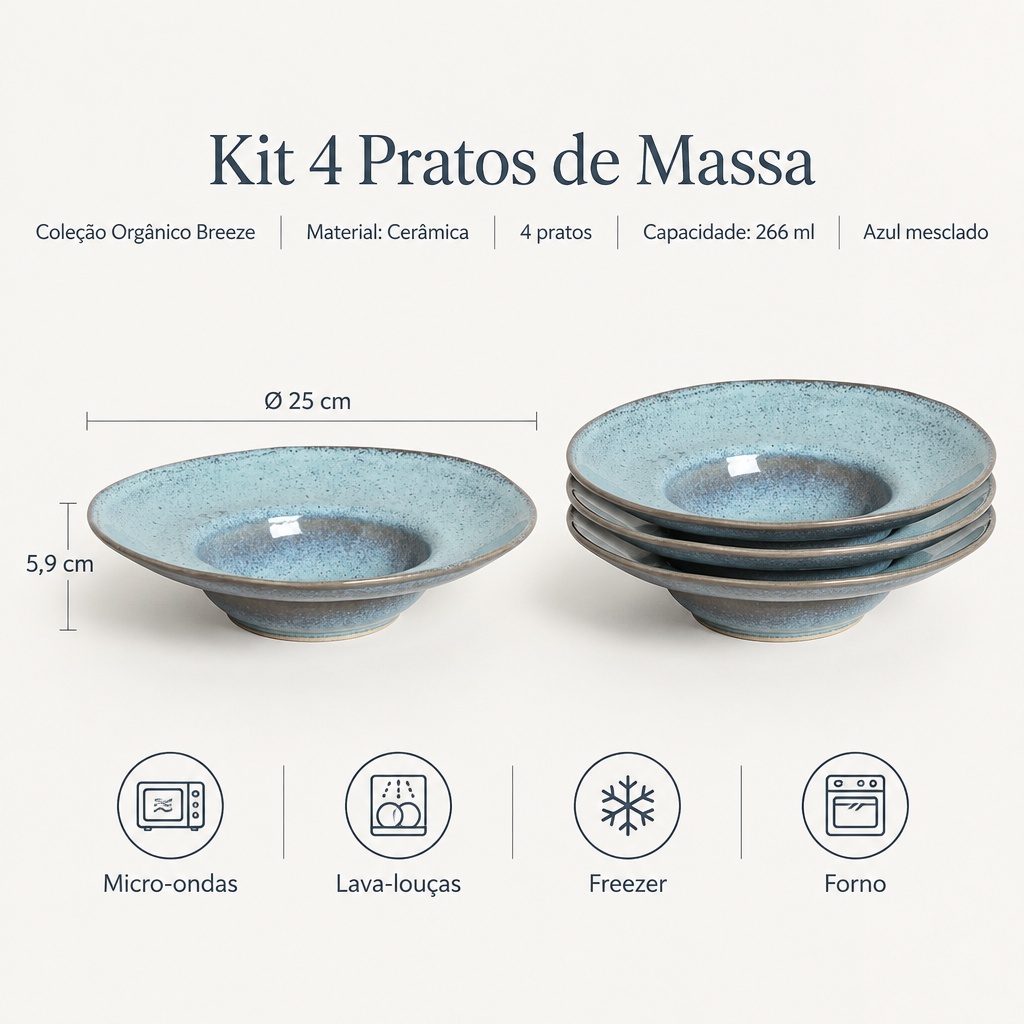 Kit 4 Pratos de Massa
Coleção Orgânico Breeze | Material: Cerâmica | 4 pratos | Capacidade: 266 ml | Azul mesclado
Ø 25 cm
5,9 cm
Micro-ondas
Lava-louças
Freezer
Forno